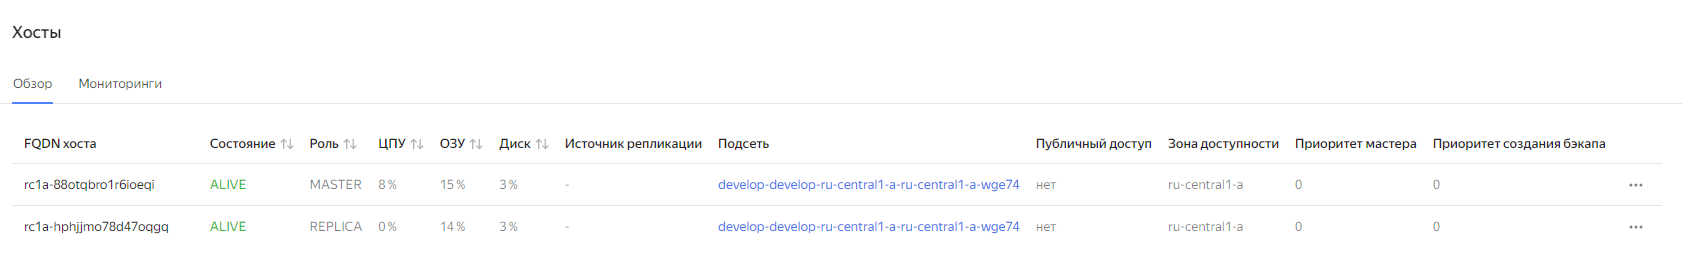 Хосты
Обзор Мониторинги
FQDN хоста Состояние Роль ЦПУ ОЗУ Диск Источник репликации Подсеть Публичный доступ Зона доступности Приоритет мастера Приоритет создания бэкапа
rc1a-88otqbro1r6ioeqi ALIVE MASTER 8 % 15 % 3 % - develop-develop-ru-central1-a-ru-central1-a-wge74 нет ru-central1-a 0 0
rc1a-hphjjmo78d47oqgq ALIVE REPLICA 0 % 14 % 3 % - develop-develop-ru-central1-a-ru-central1-a-wge74 нет ru-central1-a 0 0